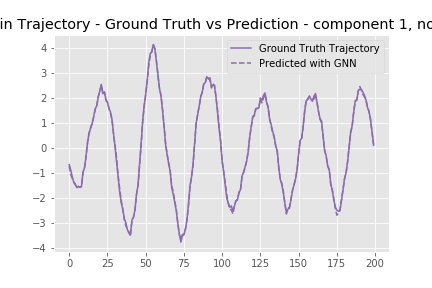 in Trajectory - Ground Truth vs Prediction - component 1, no
Ground Truth Trajectory
Predicted with GNN
4
3
2
1
0
−1
−2
−3
−4
0 25 50 75 100 125 150 175 200